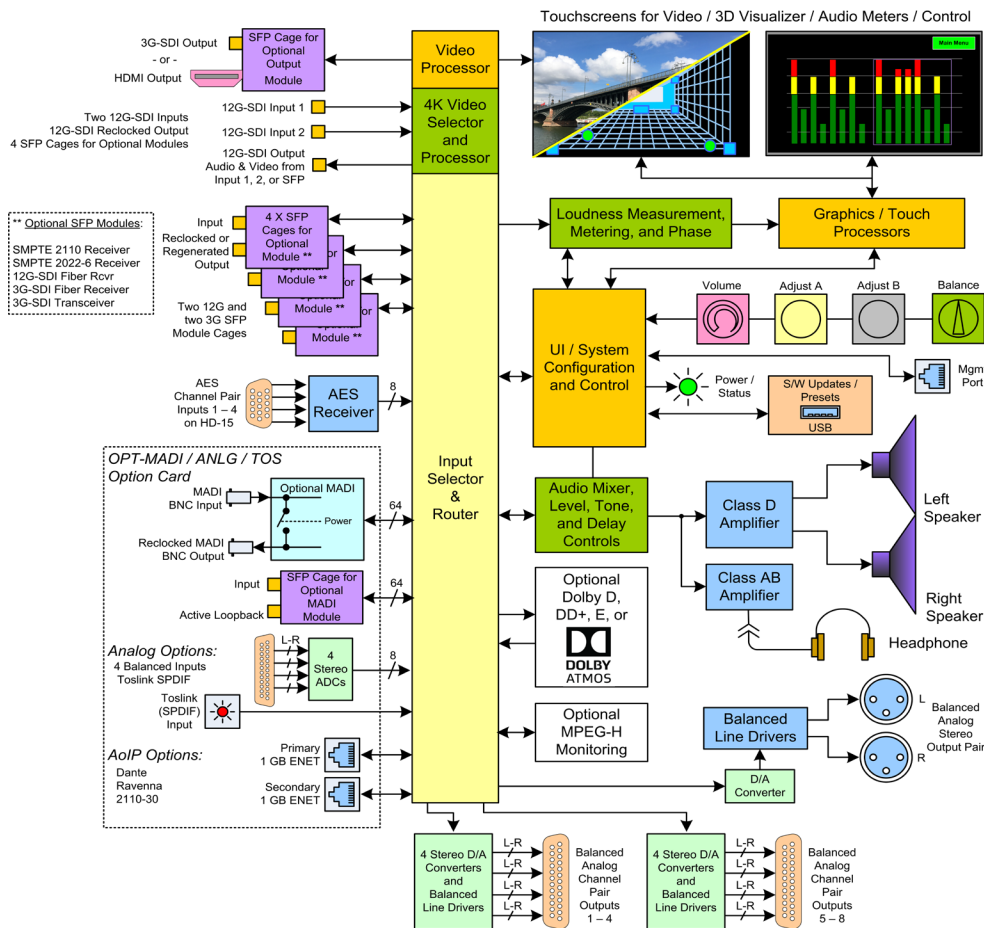 Touchscreens for Video / 3D Visualizer / Audio Meters / Control
3G-SDI Output
- or -
HDMI Output
SFP Cage for
Optional
Output
Module
Video
Processor
Main Menu
Two 12G-SDI Inputs
12G-SDI Reclocked Output
4 SFP Cages for Optional Modules
12G-SDI Input 1
12G-SDI Input 2
12G-SDI Output
Audio & Video from
Input 1, 2, or SFP
4K Video
Selector
and
Processor
** Optional SFP Modules:
SMPTE 2110 Receiver
SMPTE 2022-6 Receiver
12G-SDI Fiber Rcvr
3G-SDI Fiber Receiver
3G-SDI Transceiver
Input
Reclocked or
Regenerated
Output
4 X SFP
Cages for
Optional
Module **
or
Optional
Module **
or
Module **
or
Module **
Two 12G and
two 3G SFP
Module Cages
Loudness Measurement,
Metering, and Phase
Graphics / Touch
Processors
Volume
Adjust A
Adjust B
Balance
UI / System
Configuration
and Control
Power /
Status
Mgmt
Port
S/W Updates /
Presets
USB
AES
Channel Pair
Inputs 1 – 4
on HD-15
AES
Receiver
8
Input
Selector
&
Router
OPT-MADI / ANLG / TOS
Option Card
MADI
BNC Input
Optional MADI
Power
Reclocked MADI
BNC Output
64
Input
Active Loopback
SFP Cage for
Optional
MADI
Module
64
Analog Options:
4 Balanced Inputs
Toslink SPDIF
L-R
4
Stereo
ADCs
8
Toslink
(SPDIF)
Input
AoIP Options:
Dante
Ravenna
2110-30
Primary
1 GB ENET
Secondary
1 GB ENET
Audio Mixer,
Level, Tone,
and Delay
Controls
Class D
Amplifier
Left
Speaker
Class AB
Amplifier
Right
Speaker
Headphone
Optional
Dolby D,
DD+, E, or
DOLBY
ATMOS
Optional
MPEG-H
Monitoring
Balanced
Line Drivers
L
R
Balanced
Analog
Stereo
Output Pair
D/A
Converter
4 Stereo D/A
Converters
and
Balanced
Line Drivers
L-R
L-R
L-R
L-R
Balanced
Analog
Channel
Pair
Outputs
1 – 4
4 Stereo D/A
Converters
and
Balanced
Line Drivers
L-R
L-R
L-R
L-R
Balanced
Analog
Channel
Pair
Outputs
5 – 8